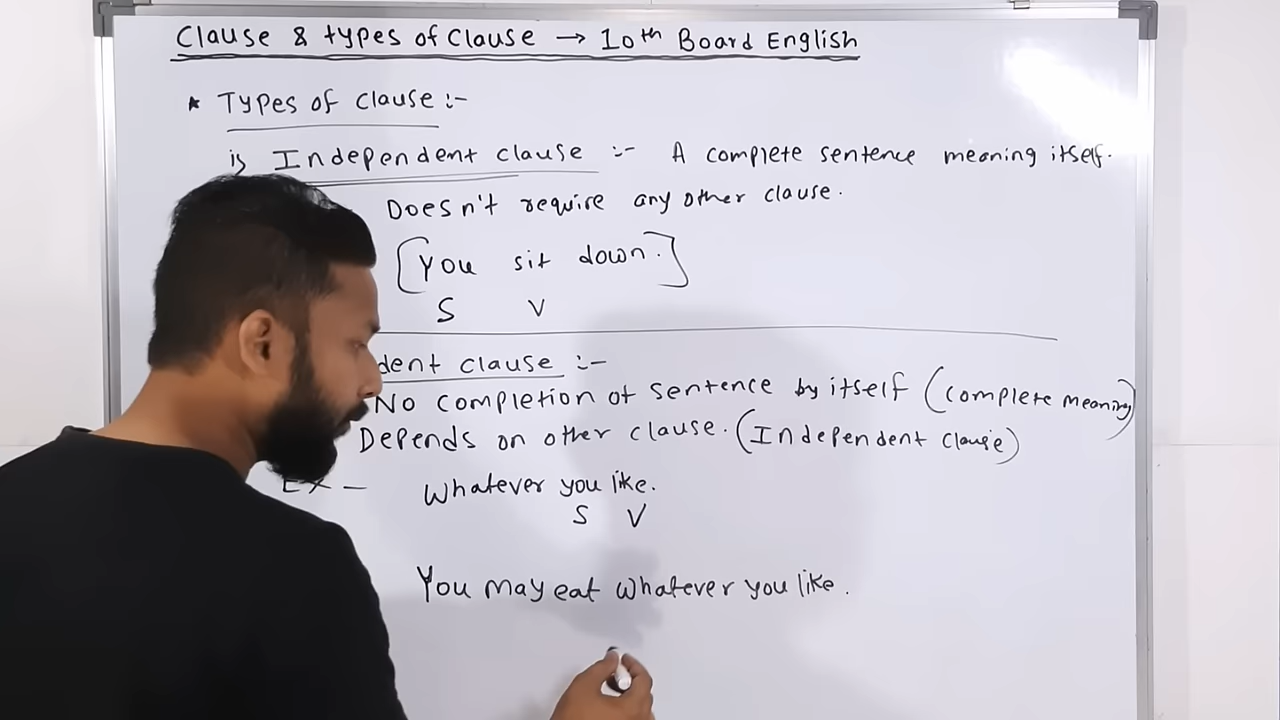 Clause & types of Clause → 10th Board English
* Types of Clause :-
i) Independent clause :- A complete sentence meaning itself.
Doesn't require any other clause.
[You sit down.]
S V
dent clause :-
No completion of sentence by itself (Complete meaning)
Depends on other clause. (Independent Clause)
Ex - Whatever you like.
S V
You may eat whatever you like.